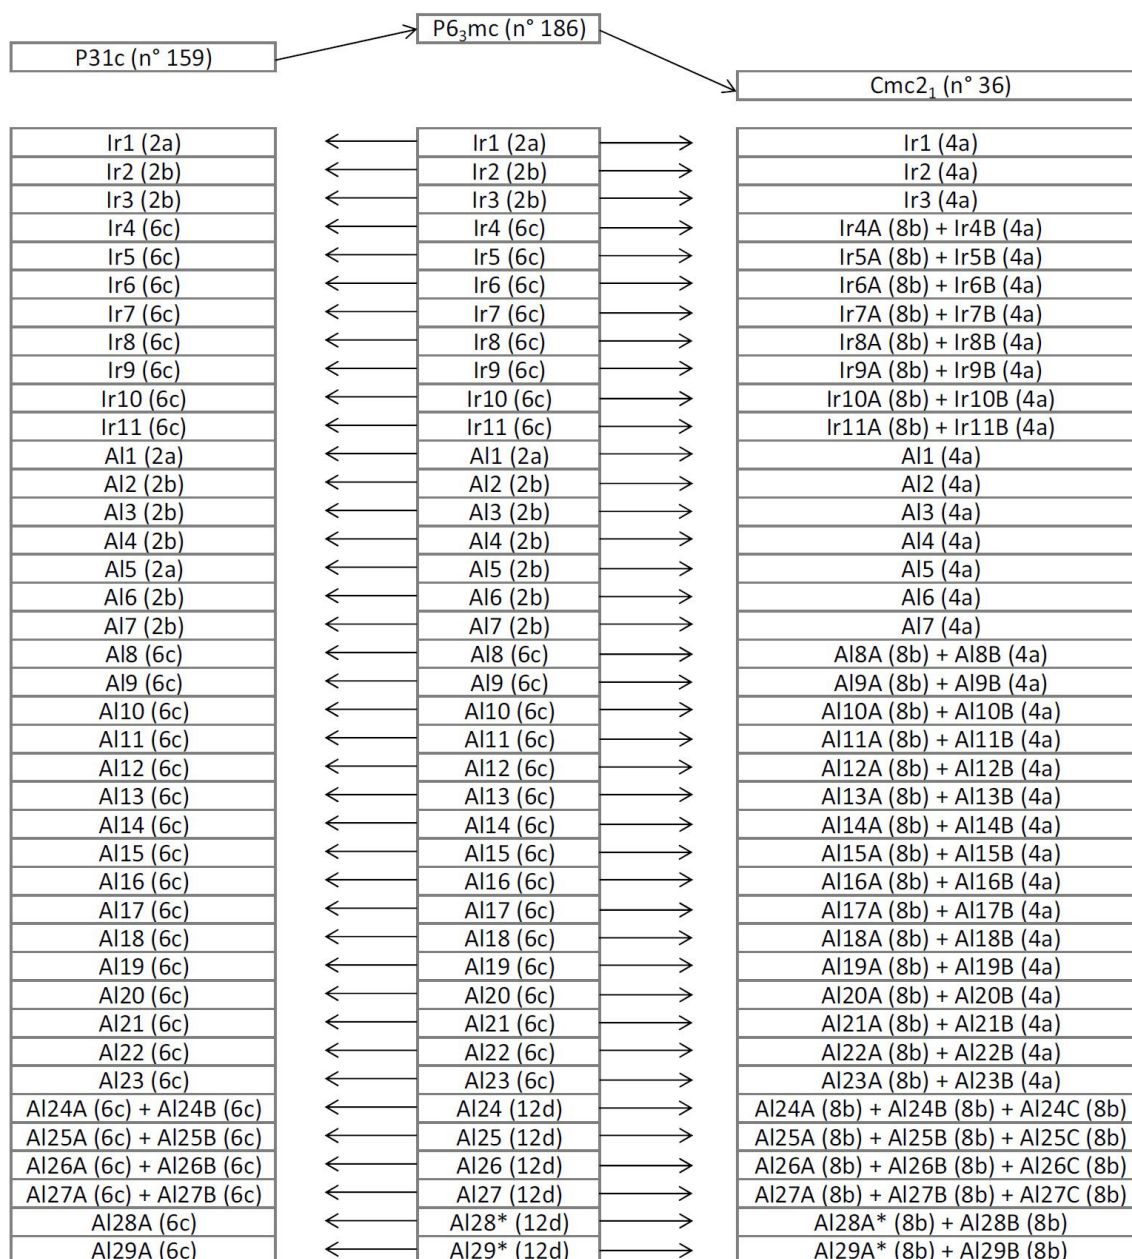 P6₃mc (n° 186)
P31c (n° 159)
Cmc2₁ (n° 36)
Ir1 (2a) Ir1 (2a) Ir1 (4a)
Ir2 (2b) Ir2 (2b) Ir2 (4a)
Ir3 (2b) Ir3 (2b) Ir3 (4a)
Ir4 (6c) Ir4 (6c) Ir4A (8b) + Ir4B (4a)
Ir5 (6c) Ir5 (6c) Ir5A (8b) + Ir5B (4a)
Ir6 (6c) Ir6 (6c) Ir6A (8b) + Ir6B (4a)
Ir7 (6c) Ir7 (6c) Ir7A (8b) + Ir7B (4a)
Ir8 (6c) Ir8 (6c) Ir8A (8b) + Ir8B (4a)
Ir9 (6c) Ir9 (6c) Ir9A (8b) + Ir9B (4a)
Ir10 (6c) Ir10 (6c) Ir10A (8b) + Ir10B (4a)
Ir11 (6c) Ir11 (6c) Ir11A (8b) + Ir11B (4a)
Al1 (2a) Al1 (2a) Al1 (4a)
Al2 (2b) Al2 (2b) Al2 (4a)
Al3 (2b) Al3 (2b) Al3 (4a)
Al4 (2b) Al4 (2b) Al4 (4a)
Al5 (2a) Al5 (2b) Al5 (4a)
Al6 (2b) Al6 (2b) Al6 (4a)
Al7 (2b) Al7 (2b) Al7 (4a)
Al8 (6c) Al8 (6c) Al8A (8b) + Al8B (4a)
Al9 (6c) Al9 (6c) Al9A (8b) + Al9B (4a)
Al10 (6c) Al10 (6c) Al10A (8b) + Al10B (4a)
Al11 (6c) Al11 (6c) Al11A (8b) + Al11B (4a)
Al12 (6c) Al12 (6c) Al12A (8b) + Al12B (4a)
Al13 (6c) Al13 (6c) Al13A (8b) + Al13B (4a)
Al14 (6c) Al14 (6c) Al14A (8b) + Al14B (4a)
Al15 (6c) Al15 (6c) Al15A (8b) + Al15B (4a)
Al16 (6c) Al16 (6c) Al16A (8b) + Al16B (4a)
Al17 (6c) Al17 (6c) Al17A (8b) + Al17B (4a)
Al18 (6c) Al18 (6c) Al18A (8b) + Al18B (4a)
Al19 (6c) Al19 (6c) Al19A (8b) + Al19B (4a)
Al20 (6c) Al20 (6c) Al20A (8b) + Al20B (4a)
Al21 (6c) Al21 (6c) Al21A (8b) + Al21B (4a)
Al22 (6c) Al22 (6c) Al22A (8b) + Al22B (4a)
Al23 (6c) Al23 (6c) Al23A (8b) + Al23B (4a)
Al24A (6c) + Al24B (6c) Al24 (12d) Al24A (8b) + Al24B (8b) + Al24C (8b)
Al25A (6c) + Al25B (6c) Al25 (12d) Al25A (8b) + Al25B (8b) + Al25C (8b)
Al26A (6c) + Al26B (6c) Al26 (12d) Al26A (8b) + Al26B (8b) + Al26C (8b)
Al27A (6c) + Al27B (6c) Al27 (12d) Al27A (8b) + Al27B (8b) + Al27C (8b)
Al28A (6c) Al28* (12d) Al28A* (8b) + Al28B (8b)
Al29A (6c) Al29* (12d) Al29A* (8b) + Al29B (8b)